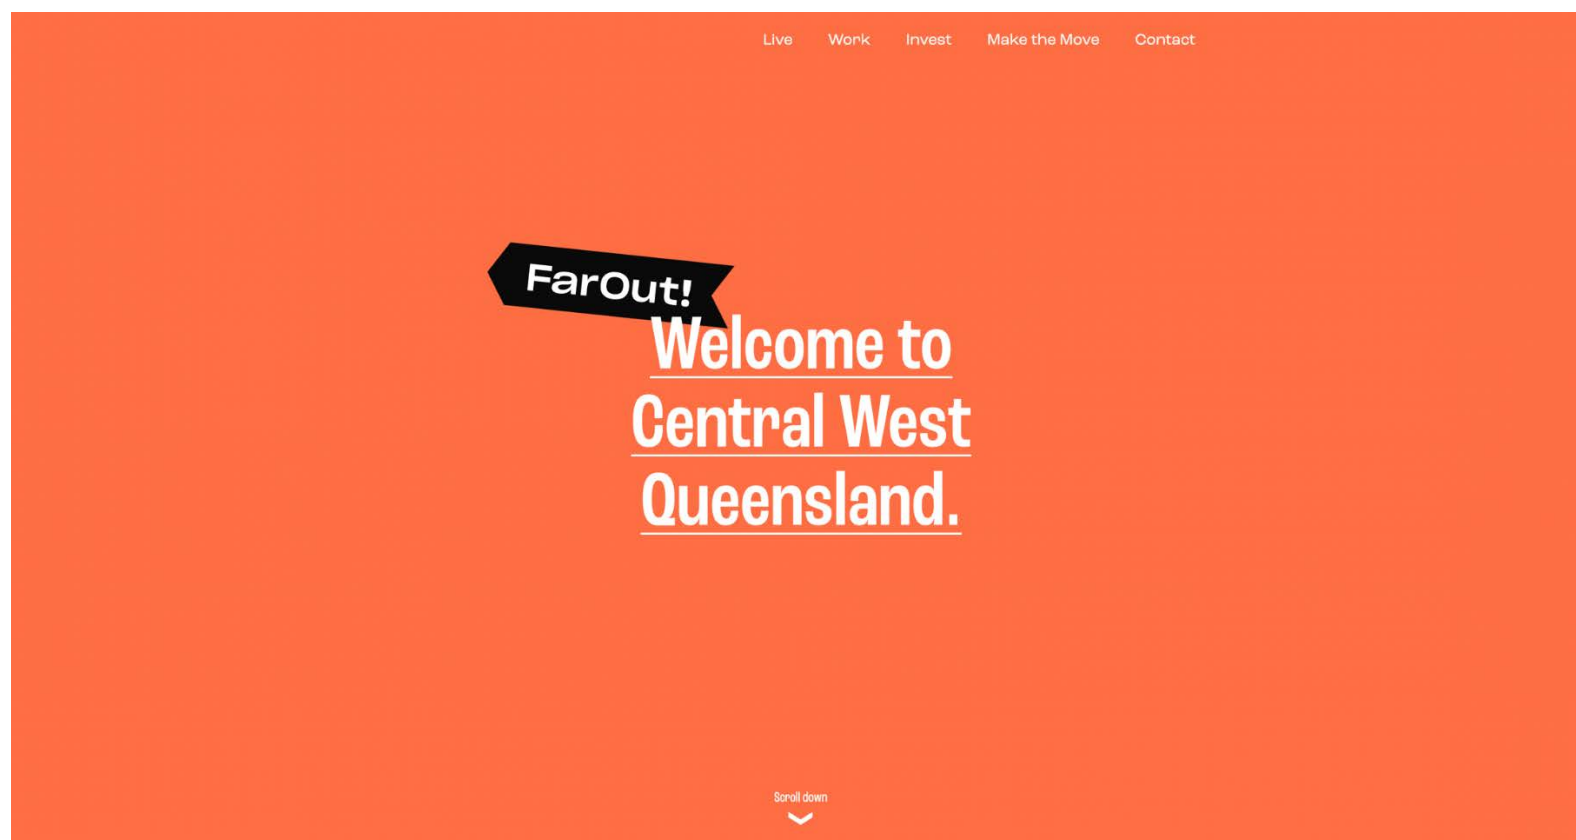 Live Work Invest Make the Move Contact
FarOut!
Welcome to
Central West
Queensland.
Scroll down